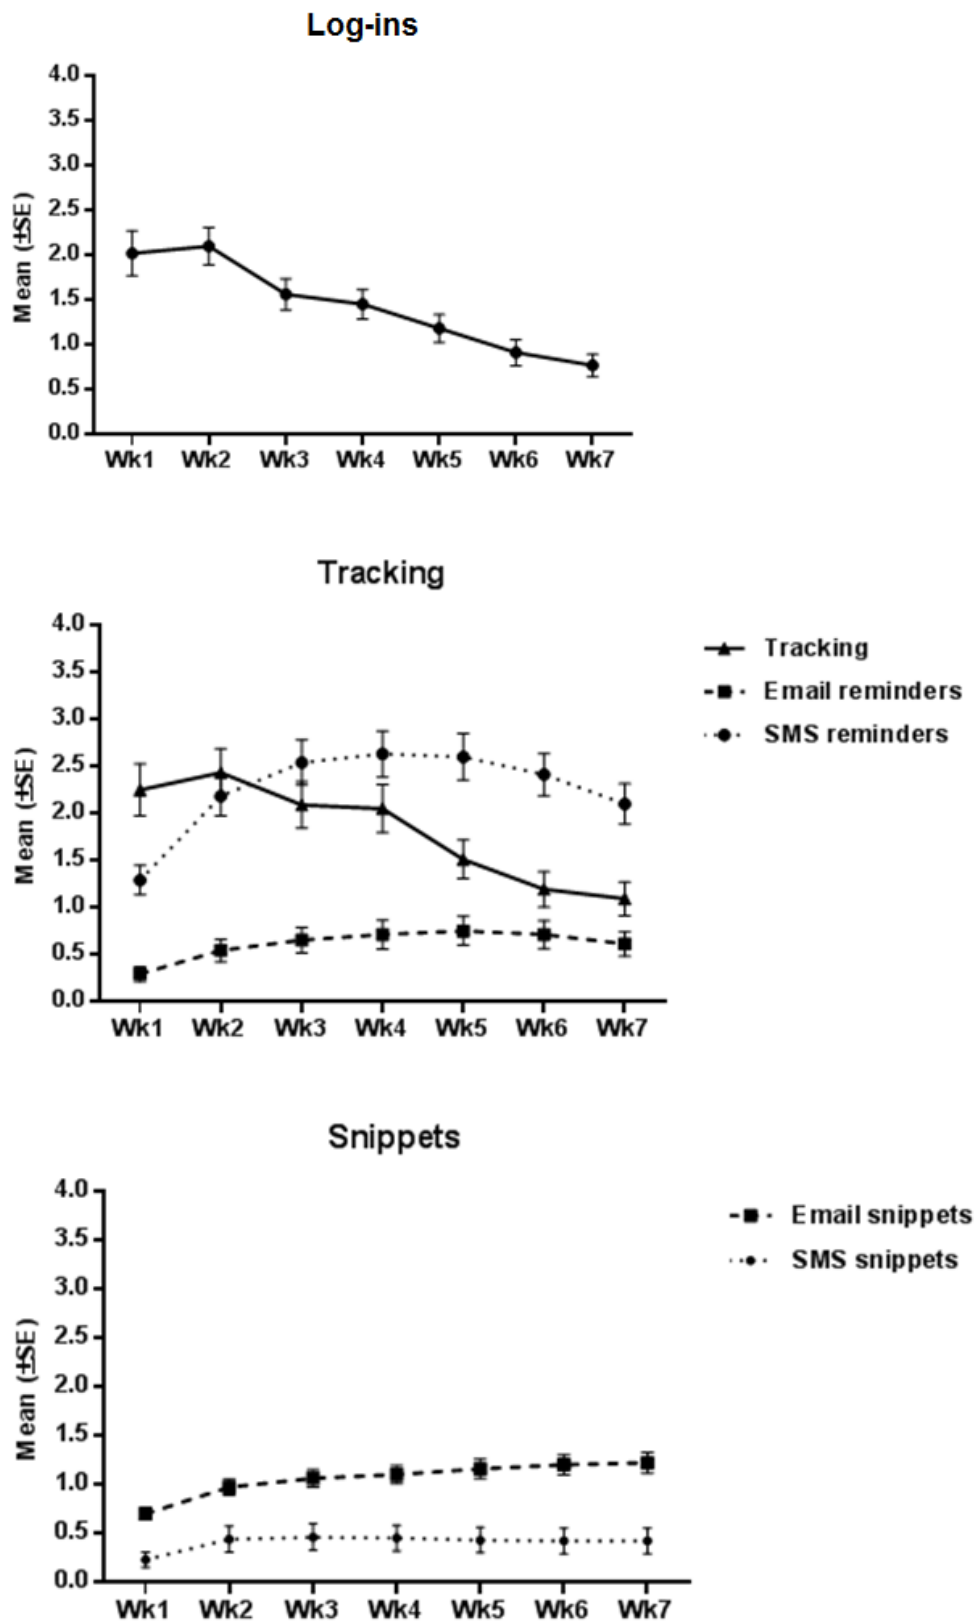 Log-ins
Mean (±SE)
4.0
3.5
3.0
2.5
2.0
1.5
1.0
0.5
0.0
Wk1 Wk2 Wk3 Wk4 Wk5 Wk6 Wk7
Tracking
Mean (±SE)
4.0
3.5
3.0
2.5
2.0
1.5
1.0
0.5
0.0
Wk1 Wk2 Wk3 Wk4 Wk5 Wk6 Wk7
Tracking
Email reminders
SMS reminders
Snippets
Mean (±SE)
4.0
3.5
3.0
2.5
2.0
1.5
1.0
0.5
0.0
Wk1 Wk2 Wk3 Wk4 Wk5 Wk6 Wk7
Email snippets
SMS snippets